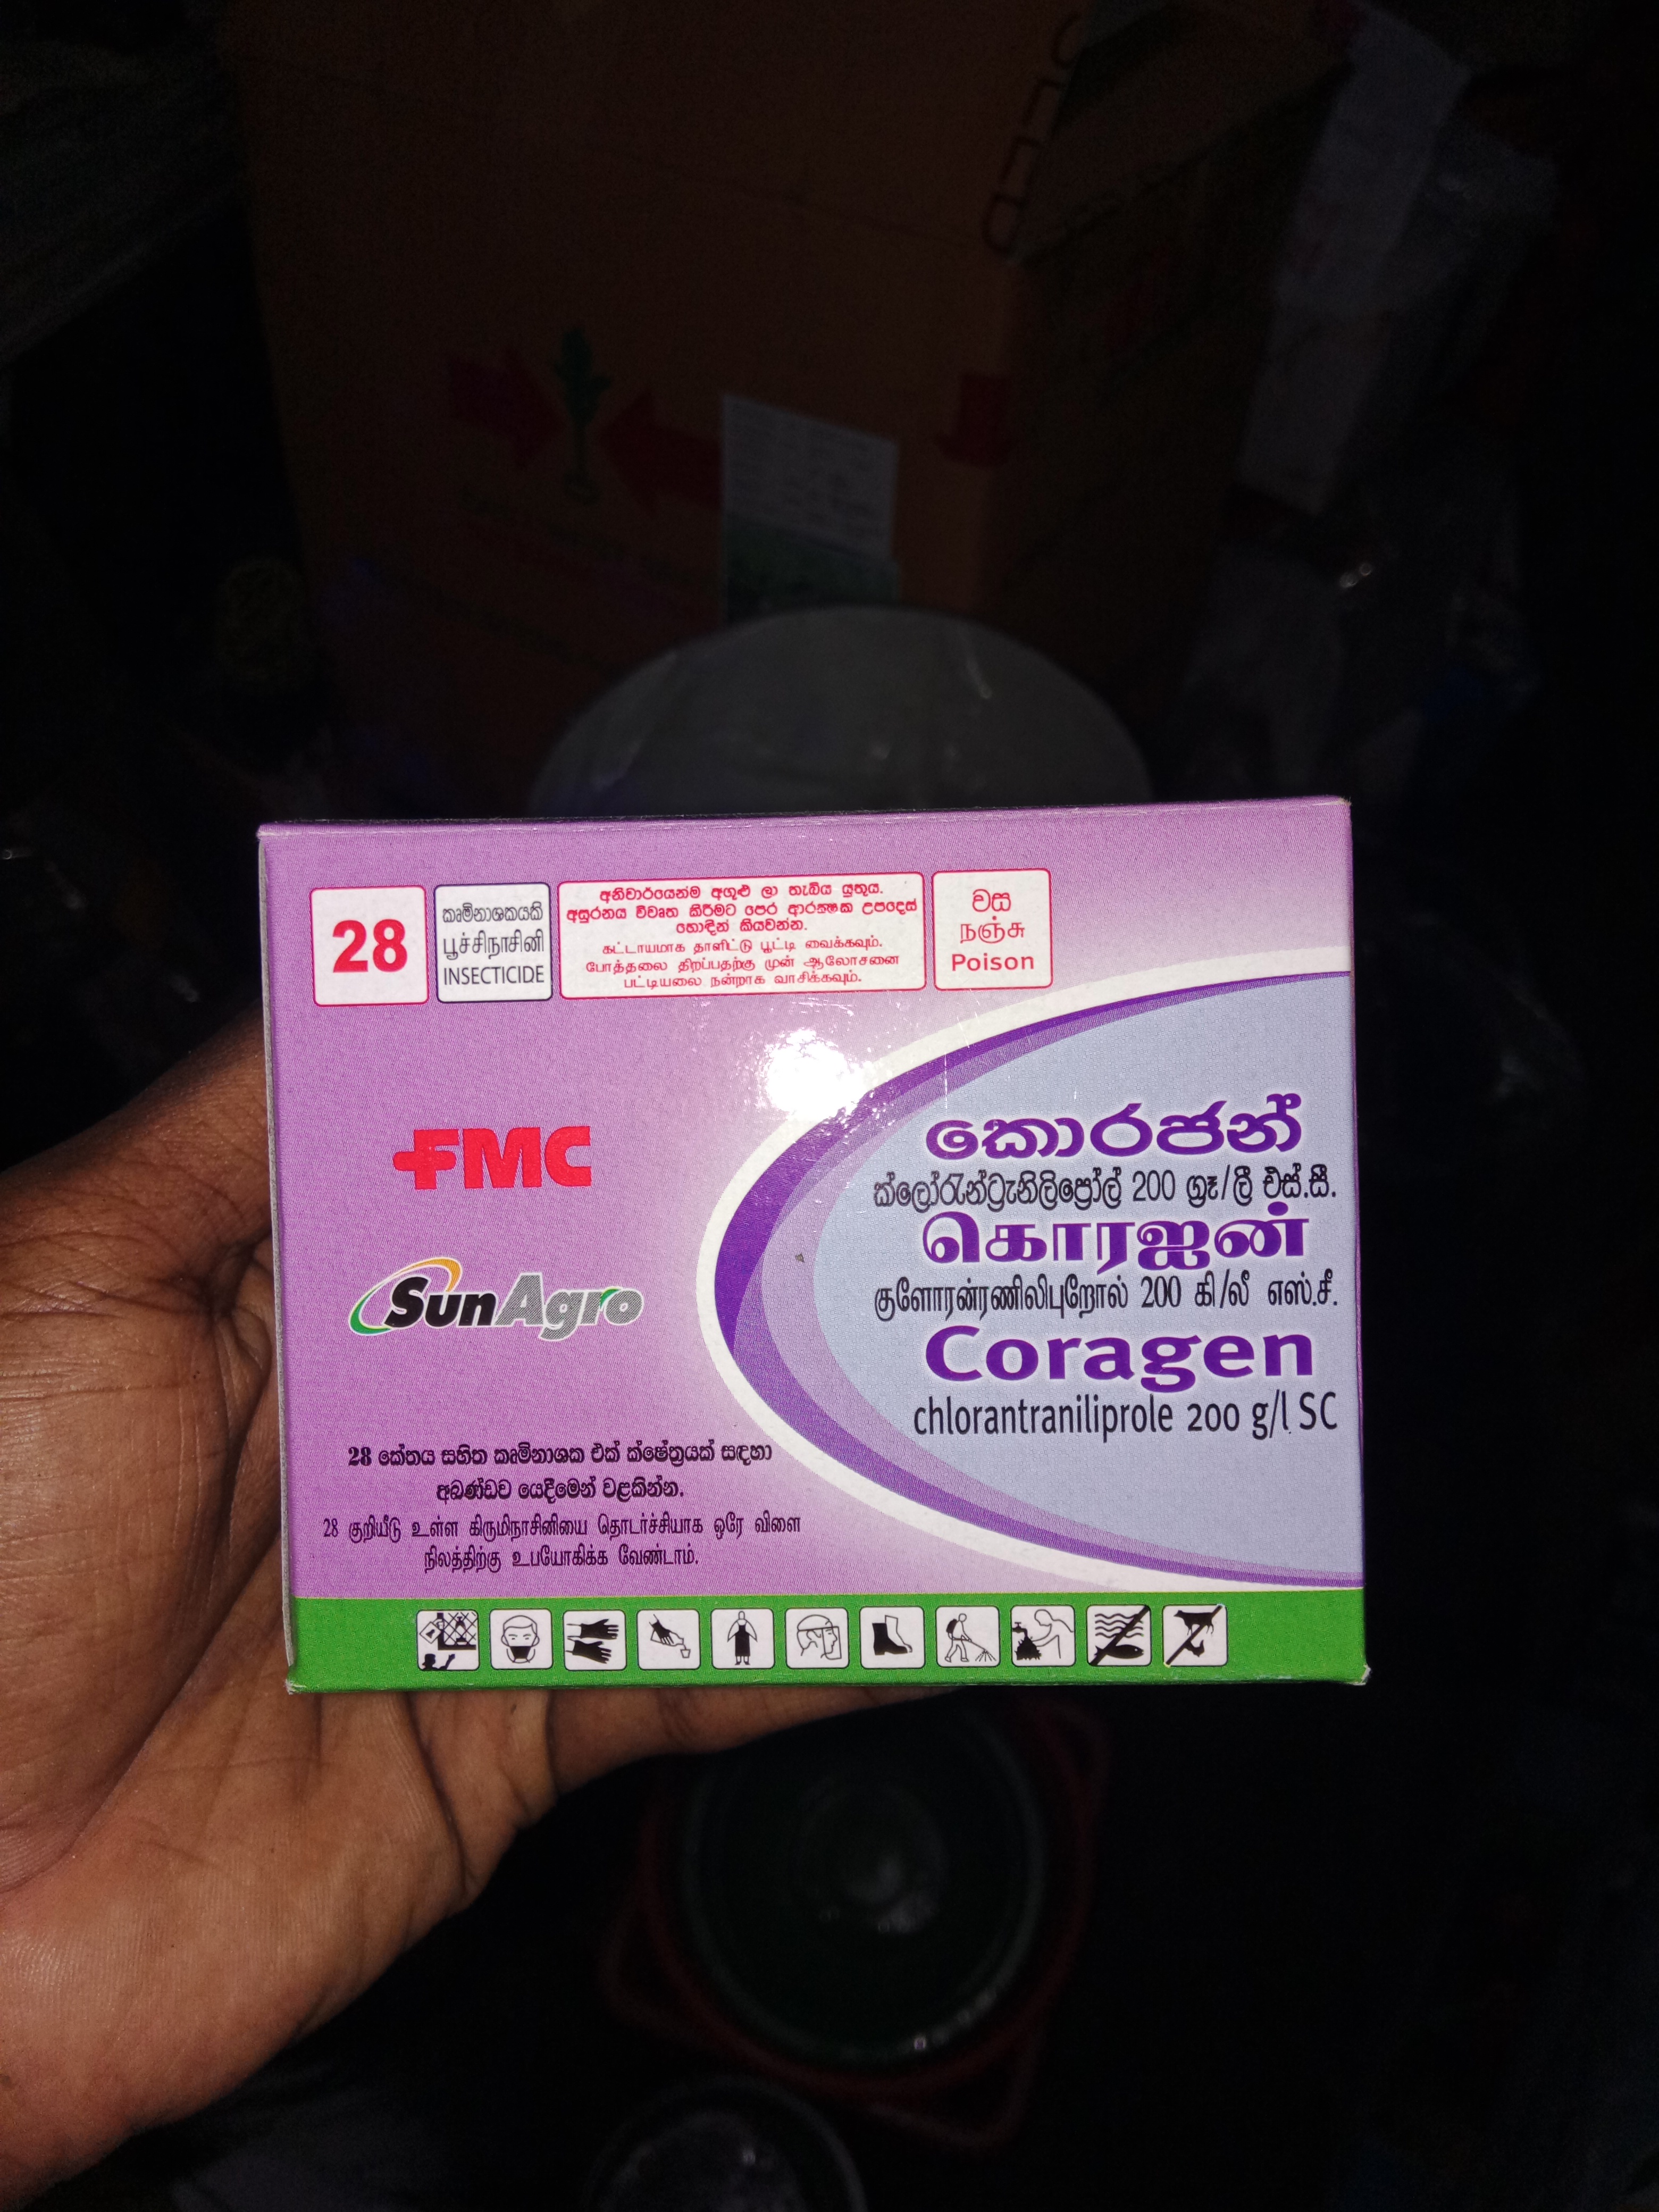 28
කෘමිනාශකයකි
பூச்சிநாசினி
INSECTICIDE
අනිවාර්යෙන්ම අගුළු ලා තැබිය යුතුය.
අසුරනය විවෘත කිරීමට පෙර ආරක්ෂක උපදෙස්
හොඳින් කියවන්න.
கட்டாயமாக தாளிட்டு பூட்டி வைக்கவும்.
போத்தலை திறப்பதற்கு முன் ஆலோசனை
பட்டியலை நன்றாக வாசிக்கவும்.
වස
நஞ்சு
Poison
FMC
SunAgro
කොරජන්
ක්ලෝරැන්ට්‍රැනිලිප්‍රෝල් 200 ග්‍රෑ/ලී එස්.සී.
கொரஜன்
குளோரன்ரணிலிபுறோல் 200 கி/லீ எஸ்.சீ.
Coragen
chlorantraniliprole 200 g/l SC
28 කේතය සහිත කෘමිනාශක එක් ක්ෂේත්‍රයක් සඳහා
අඛණ්ඩව යෙදීමෙන් වළකින්න.
28 குறியீடு உள்ள கிருமிநாசினியை தொடர்ச்சியாக ஒரே விளை
நிலத்திற்கு உபயோகிக்க வேண்டாம்.